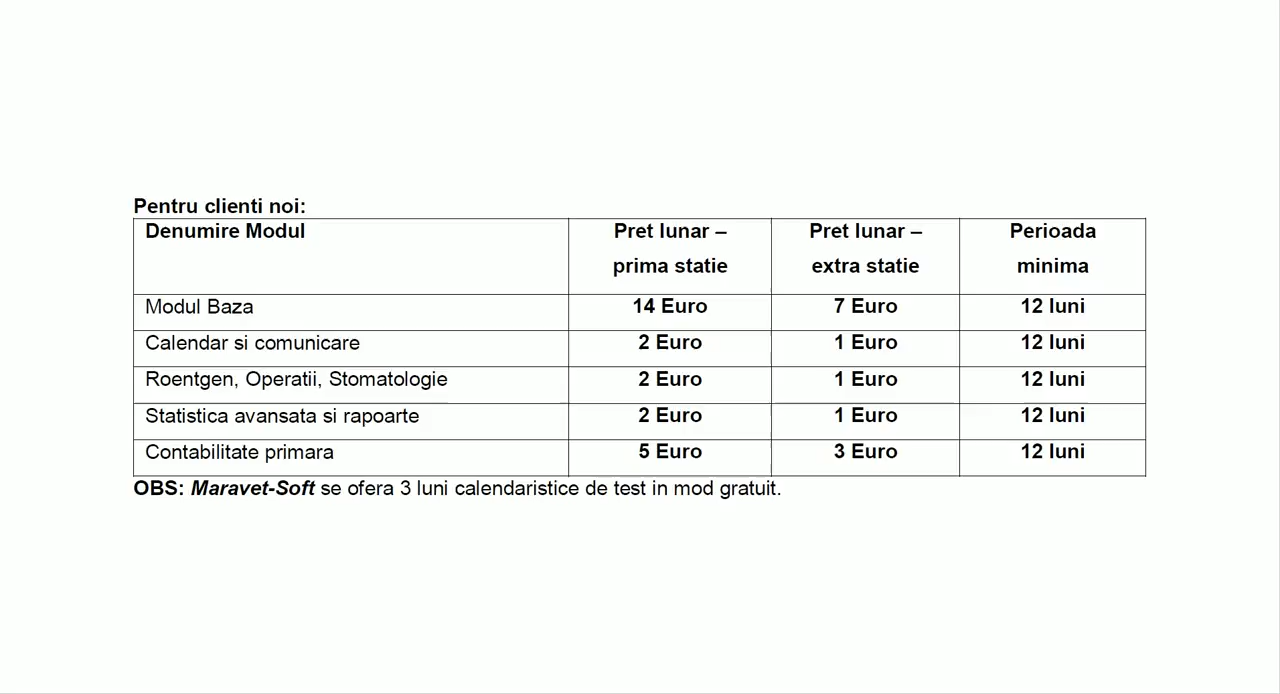 Pentru clienti noi:
Denumire Modul Pret lunar – Pret lunar – Perioada
prima statie extra statie minima
Modul Baza 14 Euro 7 Euro 12 luni
Calendar si comunicare 2 Euro 1 Euro 12 luni
Roentgen, Operatii, Stomatologie 2 Euro 1 Euro 12 luni
Statistica avansata si rapoarte 2 Euro 1 Euro 12 luni
Contabilitate primara 5 Euro 3 Euro 12 luni
OBS: Maravet-Soft se ofera 3 luni calendaristice de test in mod gratuit.